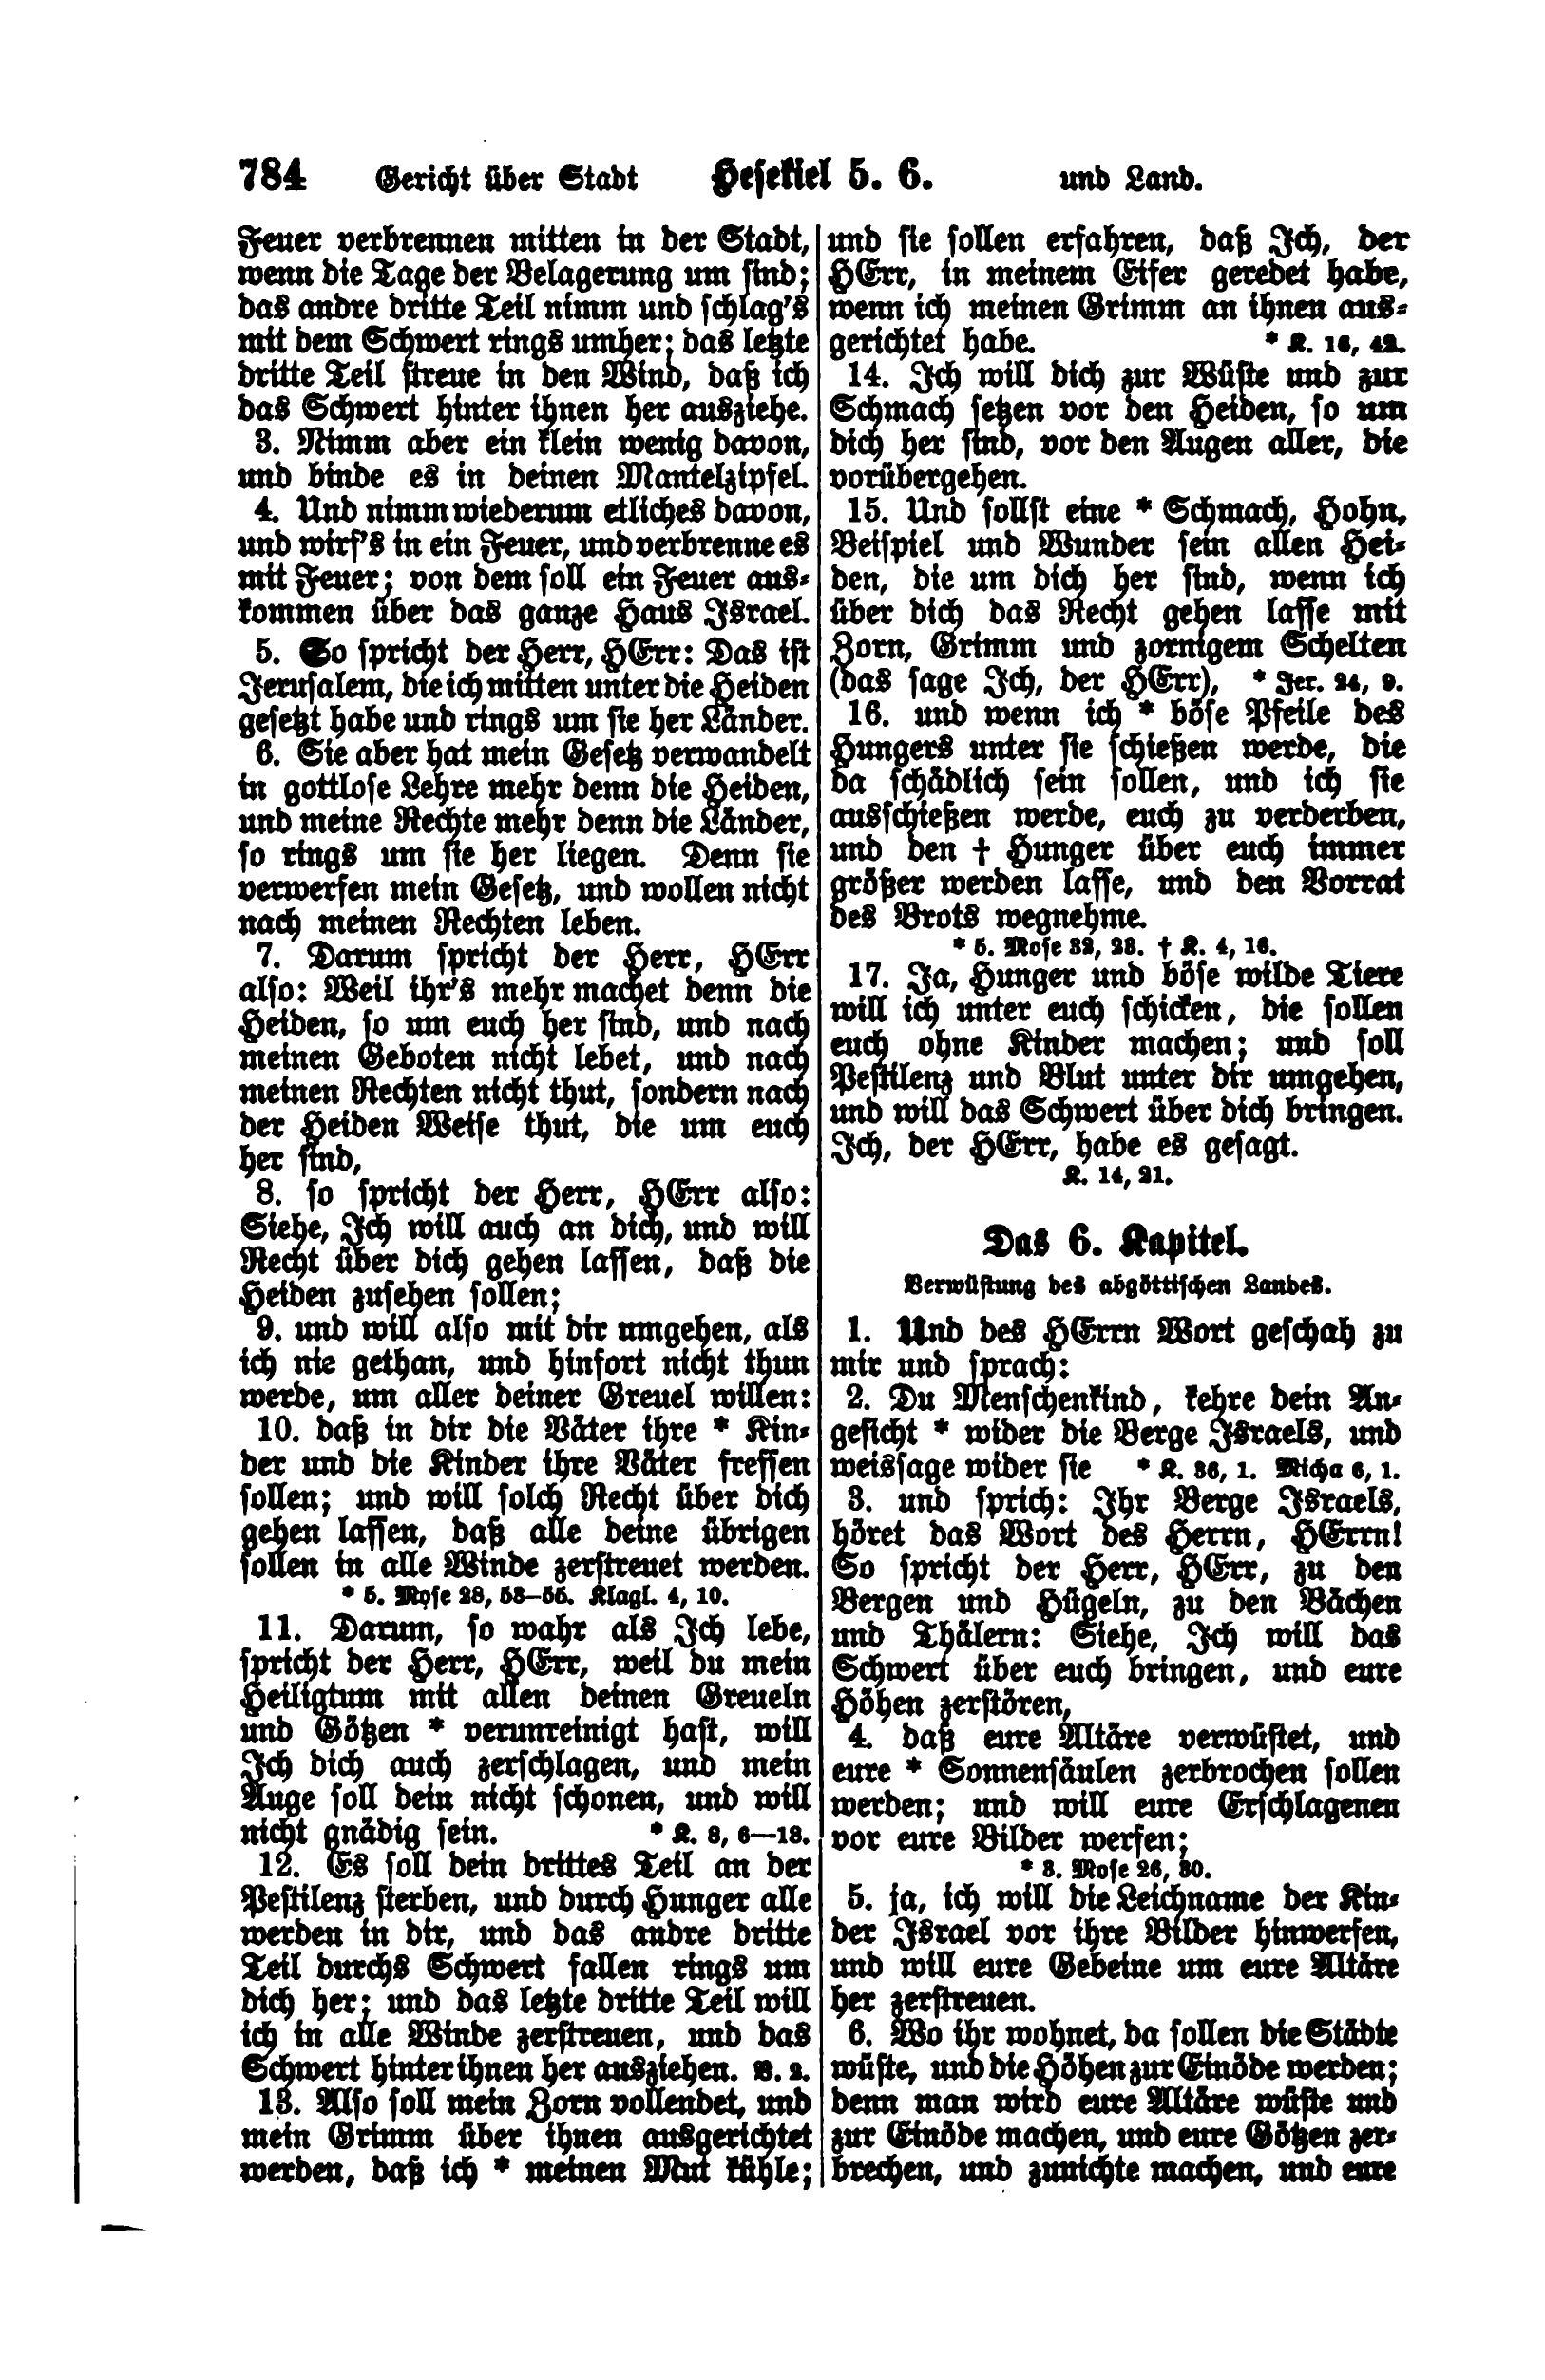 784 Gericht über Stadt Hesekiel 5. 6. und Land.
Feuer verbrennen mitten in der Stadt,
wenn die Tage der Belagerung um sind;
das andre dritte Teil nimm und schlag's
mit dem Schwert rings umher; das letzte
dritte Teil streue in den Wind, daß ich
das Schwert hinter ihnen her ausziehe.
3. Nimm aber ein klein wenig davon,
und binde es in deinen Mantelzipfel.
4. Und nimm wiederum etliches davon,
und wirf's in ein Feuer, und verbrenne es
mit Feuer; von dem soll ein Feuer aus-
kommen über das ganze Haus Israel.
5. So spricht der Herr, HErr: Das ist
Jerusalem, die ich mitten unter die Heiden
gesetzt habe und rings um sie her Länder.
6. Sie aber hat mein Gesetz verwandelt
in gottlose Lehre mehr denn die Heiden,
und meine Rechte mehr denn die Länder,
so rings um sie her liegen. Denn sie
verwerfen mein Gesetz, und wollen nicht
nach meinen Rechten leben.
7. Darum spricht der Herr, HErr
also: Weil ihr's mehr machet denn die
Heiden, so um euch her sind, und nach
meinen Geboten nicht lebet, und nach
meinen Rechten nicht thut, sondern nach
der Heiden Weise thut, die um euch
her sind,
8. so spricht der Herr, HErr also:
Siehe, Ich will auch an dich, und will
Recht über dich gehen lassen, daß die
Heiden zusehen sollen;
9. und will also mit dir umgehen, als
ich nie gethan, und hinfort nicht thun
werde, um aller deiner Greuel willen:
10. daß in dir die Väter ihre * Kin-
der und die Kinder ihre Väter fressen
sollen; und will solch Recht über dich
gehen lassen, daß alle deine übrigen
sollen in alle Winde zerstreuet werden.
* 5. Mose 28, 53–55. Klagl. 4, 10.
11. Darum, so wahr als Ich lebe,
spricht der Herr, HErr, weil du mein
Heiligtum mit allen deinen Greueln
und Götzen * verunreinigt hast, will
Ich dich auch zerschlagen, und mein
Auge soll dein nicht schonen, und will
nicht gnädig sein. * K. 8, 6–18.
12. Es soll dein drittes Teil an der
Pestilenz sterben, und durch Hunger alle
werden in dir, und das andre dritte
Teil durchs Schwert fallen rings um
dich her; und das letzte dritte Teil will
ich in alle Winde zerstreuen, und das
Schwert hinter ihnen her ausziehen. V. 2.
13. Also soll mein Zorn vollendet, und
mein Grimm über ihnen ausgerichtet
werden, daß ich * meinen Mut kühle;
und sie sollen erfahren, daß Ich, der
HErr, in meinem Eifer geredet habe,
wenn ich meinen Grimm an ihnen aus-
gerichtet habe. * K. 16, 42.
14. Ich will dich zur Wüste und zur
Schmach setzen vor den Heiden, so um
dich her sind, vor den Augen aller, die
vorübergehen.
15. Und sollst eine * Schmach, Hohn,
Beispiel und Wunder sein allen Hei-
den, die um dich her sind, wenn ich
über dich das Recht gehen lasse mit
Zorn, Grimm und zornigem Schelten
(das sage Ich, der HErr), * Jer. 24, 9.
16. und wenn ich * böse Pfeile des
Hungers unter sie schießen werde, die
da schädlich sein sollen, und ich sie
ausschießen werde, euch zu verderben,
und den † Hunger über euch immer
größer werden lasse, und den Vorrat
des Brots wegnehme.
* 5. Mose 32, 23. † K. 4, 16.
17. Ja, Hunger und böse wilde Tiere
will ich unter euch schicken, die sollen
euch ohne Kinder machen; und soll
Pestilenz und Blut unter dir umgehen,
und will das Schwert über dich bringen.
Ich, der HErr, habe es gesagt.
K. 14, 21.
Das 6. Kapitel.
Verwüstung des abgöttischen Landes.
1. Und des HErrn Wort geschah zu
mir und sprach:
2. Du Menschenkind, kehre dein An-
gesicht * wider die Berge Israels, und
weissage wider sie * K. 36, 1. Micha 6, 1.
3. und sprich: Ihr Berge Israels,
höret das Wort des Herrn, HErrn!
So spricht der Herr, HErr, zu den
Bergen und Hügeln, zu den Bächen
und Thälern: Siehe, Ich will das
Schwert über euch bringen, und eure
Höhen zerstören,
4. daß eure Altäre verwüstet, und
eure * Sonnensäulen zerbrochen sollen
werden; und will eure Erschlagenen
vor eure Bilder werfen;
* 3. Mose 26, 30.
5. ja, ich will die Leichname der Kin-
der Israel vor ihre Bilder hinwerfen,
und will eure Gebeine um eure Altäre
her zerstreuen.
6. Wo ihr wohnet, da sollen die Städte
wüste, und die Höhen zur Einöde werden;
denn man wird eure Altäre wüste und
zur Einöde machen, und eure Götzen zer-
brechen, und zunichte machen, und eure